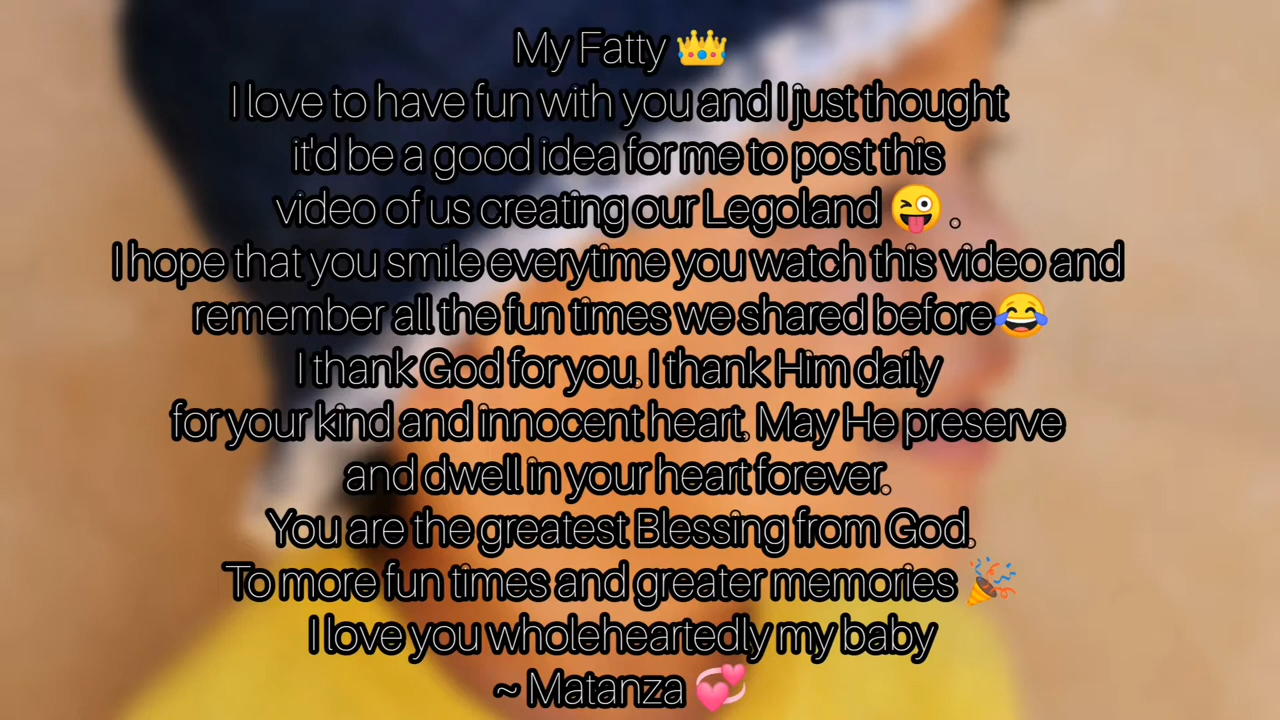 My Fatty 👑
I love to have fun with you and I just thought
it'd be a good idea for me to post this
video of us creating our Legoland 😜 .
I hope that you smile everytime you watch this video and
remember all the fun times we shared before😂
I thank God for you. I thank Him daily
for your kind and innocent heart. May He preserve
and dwell in your heart forever.
You are the greatest Blessing from God.
To more fun times and greater memories 🎉
I love you wholeheartedly my baby
~ Matanza 💞